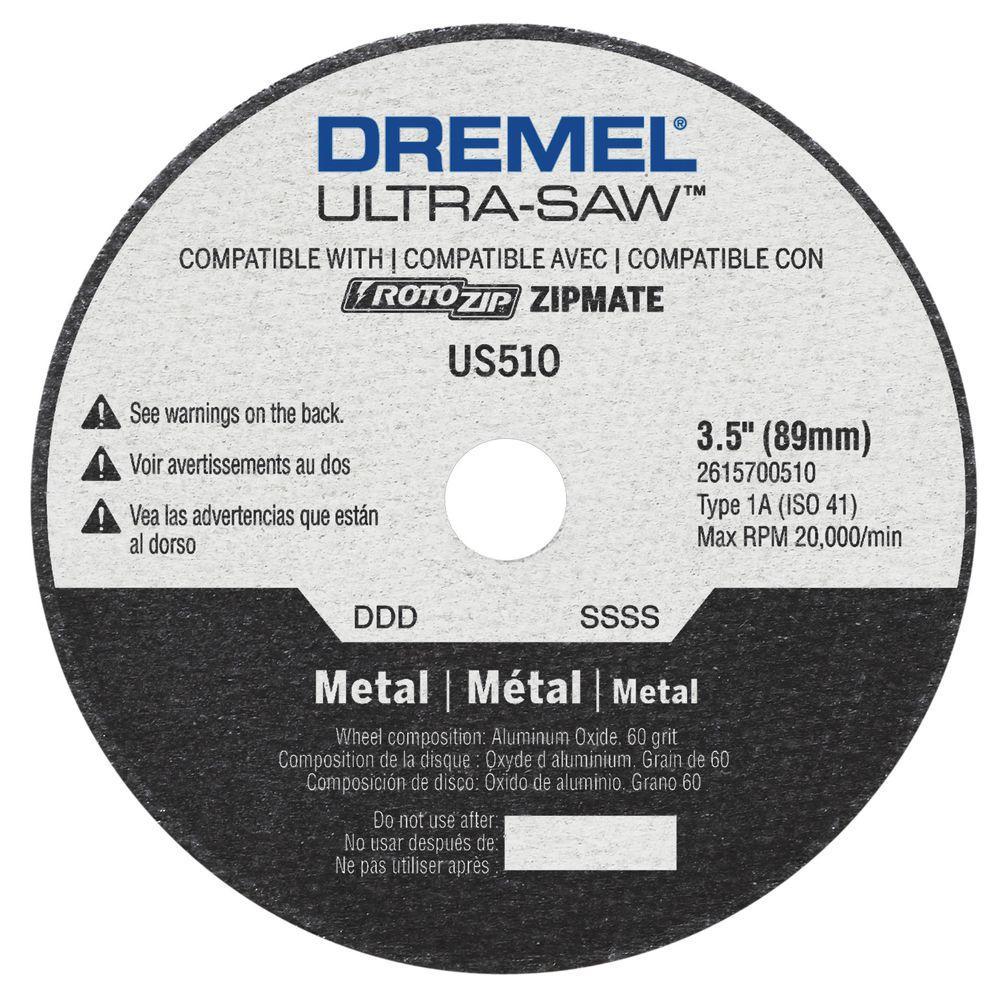 DREMEL®
ULTRA-SAW™
COMPATIBLE WITH | COMPATIBLE AVEC | COMPATIBLE CON
ROTOZIP ZIPMATE
US510
See warnings on the back.
Voir avertissements au dos
Vea las advertencias que están
al dorso
3.5" (89mm)
2615700510
Type 1A (ISO 41)
Max RPM 20,000/min
DDD SSSS
Metal | Métal | Metal
Wheel composition: Aluminum Oxide, 60 grit
Composition de la disque : Oxyde d aluminium. Grain de 60
Composición de disco: Óxido de aluminio. Grano 60
Do not use after:
No usar después de:
Ne pas utiliser après :